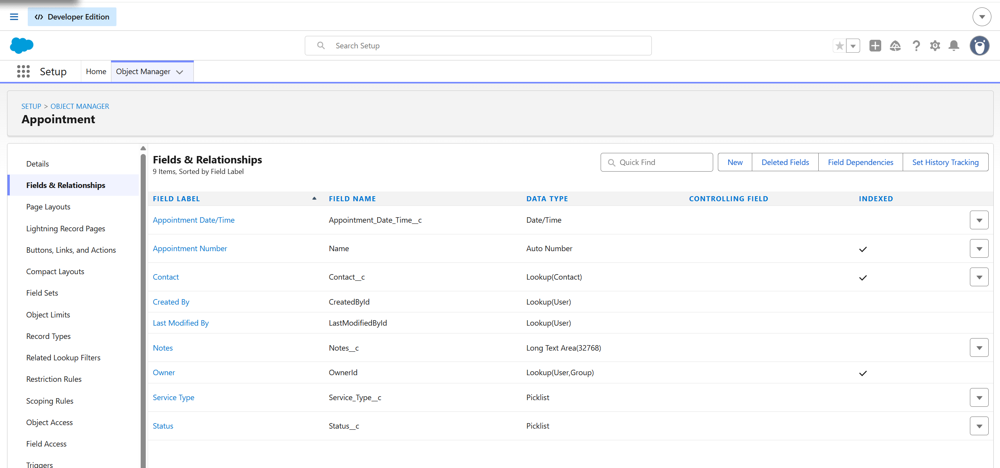 Developer Edition
Search Setup
Setup
Home
Object Manager
SETUP > OBJECT MANAGER
Appointment
Details
Fields & Relationships
Page Layouts
Lightning Record Pages
Buttons, Links, and Actions
Compact Layouts
Field Sets
Object Limits
Record Types
Related Lookup Filters
Restriction Rules
Scoping Rules
Object Access
Field Access
Triggers
Fields & Relationships
9 Items, Sorted by Field Label
Quick Find
New
Deleted Fields
Field Dependencies
Set History Tracking
FIELD LABEL FIELD NAME DATA TYPE CONTROLLING FIELD INDEXED
Appointment Date/Time Appointment_Date_Time__c Date/Time
Appointment Number Name Auto Number
Contact Contact__c Lookup(Contact)
Created By CreatedById Lookup(User)
Last Modified By LastModifiedById Lookup(User)
Notes Notes__c Long Text Area(32768)
Owner OwnerId Lookup(User,Group)
Service Type Service_Type__c Picklist
Status Status__c Picklist